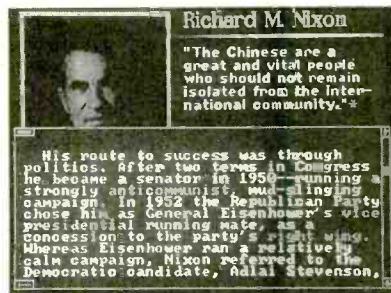 Richard M. Nixon
"The Chinese are a
great and vital people
who should not remain
isolated from the Inter-
national community."*
His route to success was through
politics. After two terms in Congress
he became a senator in 1950—running a
strongly anticommunist, mud-slinging
campaign. In 1952 the Republican Party
chose him as General Eisenhower's vice
presidential running mate, as a
concession to the party's right wing.
Whereas Eisenhower ran a relatively
calm campaign, Nixon referred to the
Democratic candidate, Adlai Stevenson,